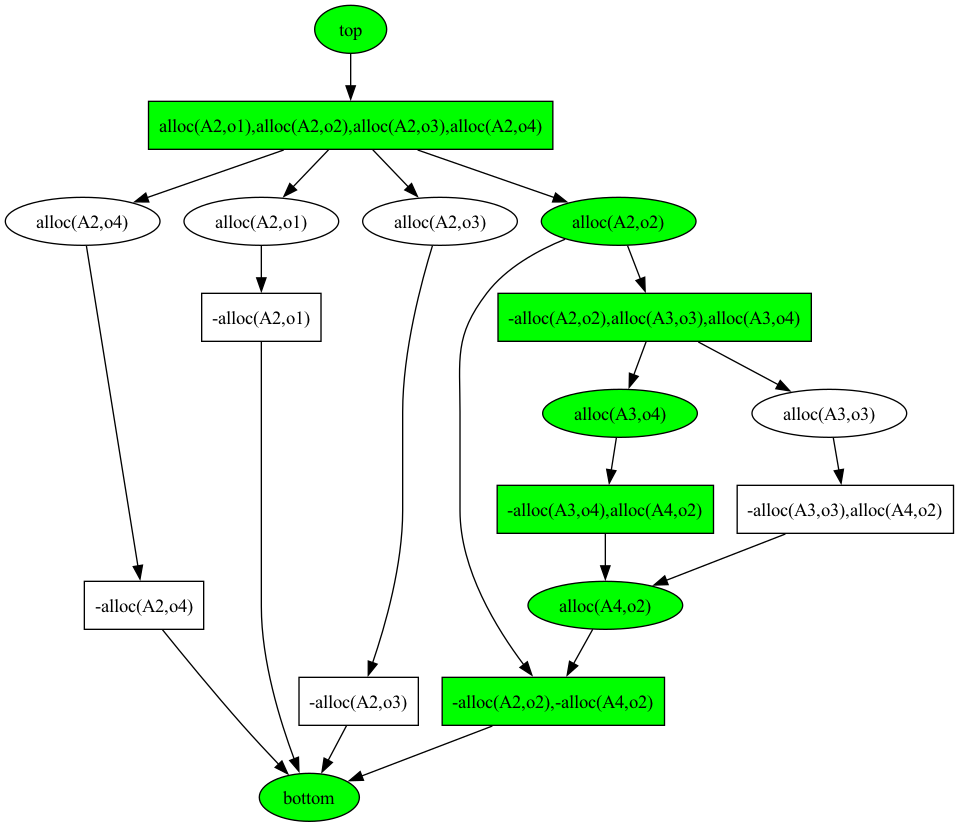 top
alloc(A2,o1),alloc(A2,o2),alloc(A2,o3),alloc(A2,o4)
alloc(A2,o4)
alloc(A2,o1)
alloc(A2,o3)
alloc(A2,o2)
-alloc(A2,o1)
-alloc(A2,o2),alloc(A3,o3),alloc(A3,o4)
alloc(A3,o4)
alloc(A3,o3)
-alloc(A3,o4),alloc(A4,o2)
-alloc(A3,o3),alloc(A4,o2)
-alloc(A2,o4)
alloc(A4,o2)
-alloc(A2,o3)
-alloc(A2,o2),-alloc(A4,o2)
bottom